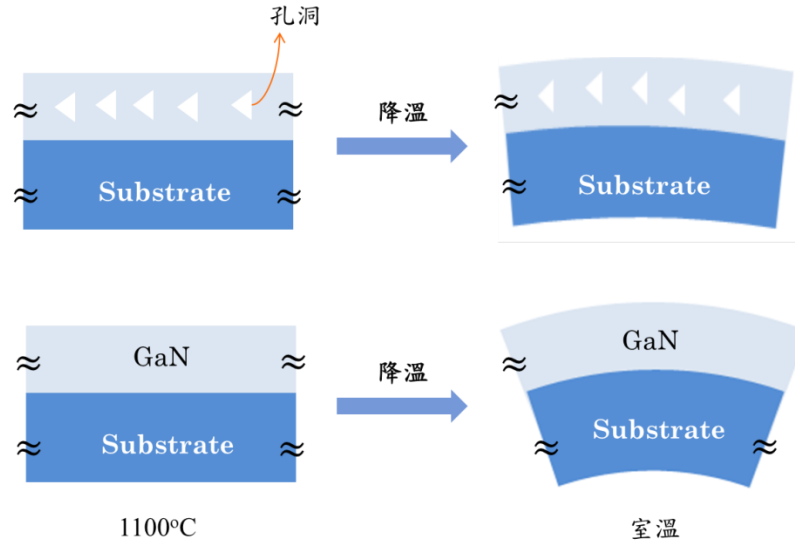 孔洞
降溫
Substrate
Substrate
GaN
Substrate
降溫
GaN
Substrate
1100°C
室溫